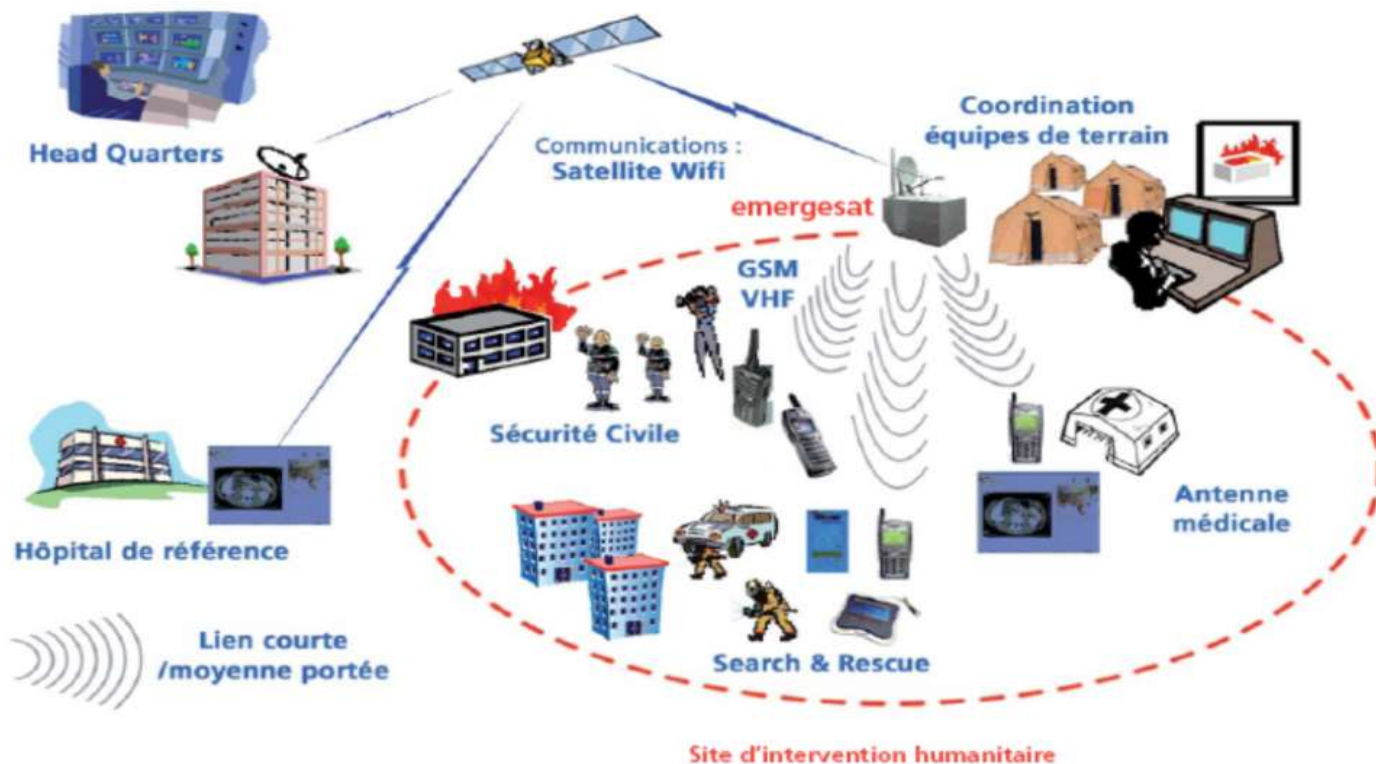 Head Quarters
Communications :
Satellite Wifi
Coordination
équipes de terrain
emergesat
GSM
VHF
Sécurité Civile
Hôpital de référence
Antenne
médicale
Lien courte
/moyenne portée
Search & Rescue
Site d'intervention humanitaire